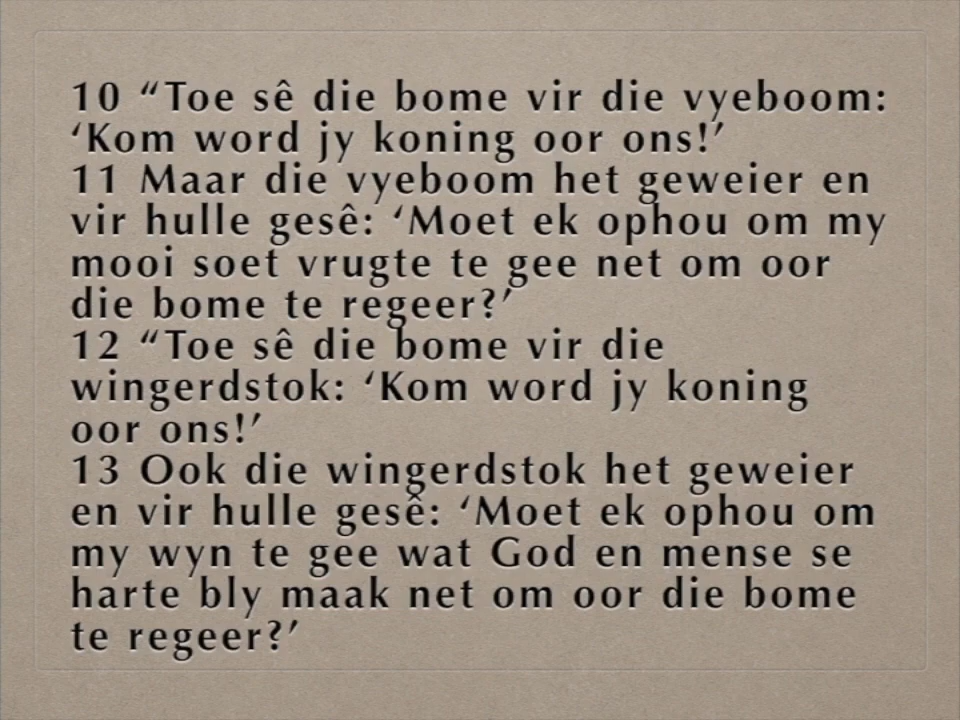 10 “Toe sê die bome vir die vyeboom:
‘Kom word jy koning oor ons!’
11 Maar die vyeboom het geweier en
vir hulle gesê: ‘Moet ek ophou om my
mooi soet vrugte te gee net om oor
die bome te regeer?’
12 “Toe sê die bome vir die
wingerdstok: ‘Kom word jy koning
oor ons!’
13 Ook die wingerdstok het geweier
en vir hulle gesê: ‘Moet ek ophou om
my wyn te gee wat God en mense se
harte bly maak net om oor die bome
te regeer?’